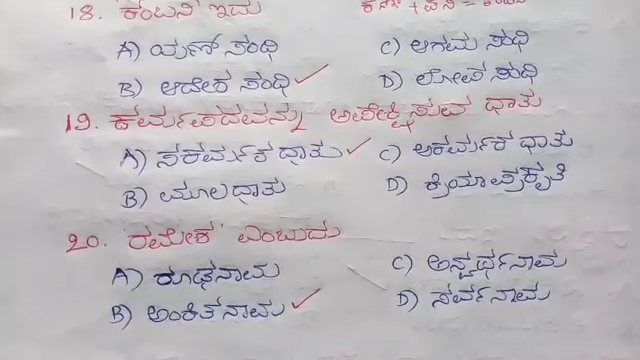 18. 'ಕಂಬನಿ' ಇದು
A) ಯಣ್ ಸಂಧಿ C) ಆಗಮ ಸಂಧಿ
B) ಆದೇಶ ಸಂಧಿ D) ಲೋಪ ಸಂಧಿ
19. ಕರ್ಮಪದವನ್ನು ಅಪೇಕ್ಷಿಸುವ ಧಾತು
A) ಸಕರ್ಮಕ ಧಾತು C) ಅಕರ್ಮಕ ಧಾತು
B) ಮೂಲ ಧಾತು D) ಕ್ರಿಯಾ ಪ್ರಕೃತಿ
20. 'ರಮೇಶ' ಎಂಬುದು
A) ರೂಢನಾಮ C) ಅನ್ವರ್ಥನಾಮ
B) ಅಂಕಿತನಾಮ D) ಸರ್ವನಾಮ